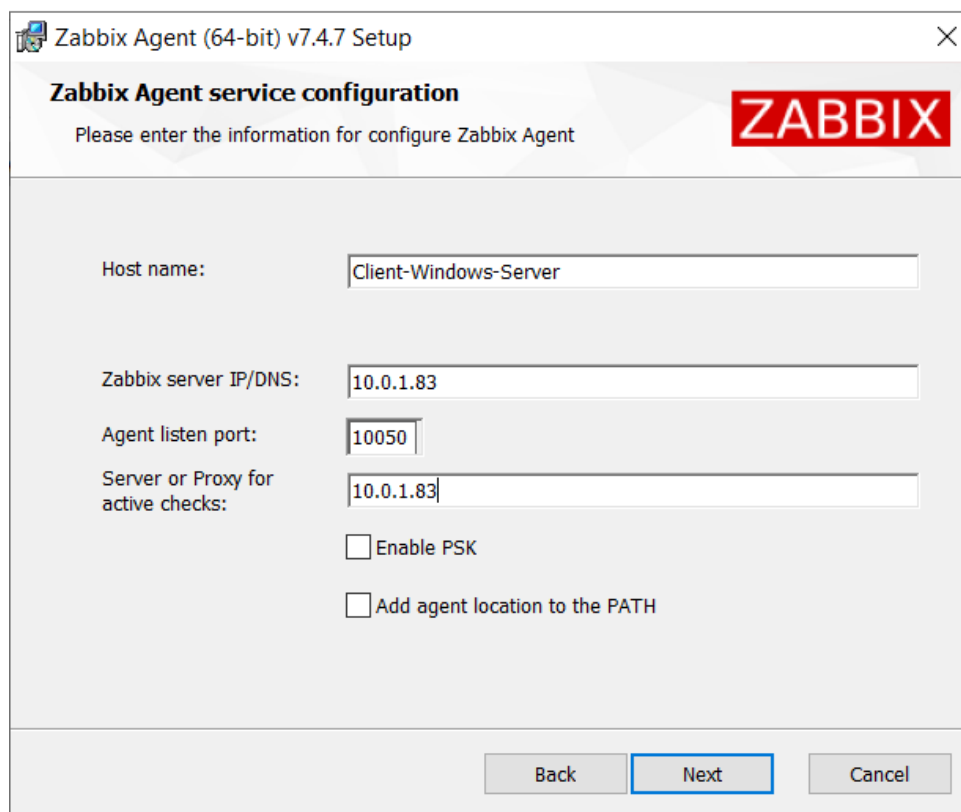 Zabbix Agent (64-bit) v7.4.7 Setup
Zabbix Agent service configuration
Please enter the information for configure Zabbix Agent
ZABBIX
Host name:
Client-Windows-Server
Zabbix server IP/DNS:
10.0.1.83
Agent listen port:
10050
Server or Proxy for
active checks:
10.0.1.83
Enable PSK
Add agent location to the PATH
Back
Next
Cancel